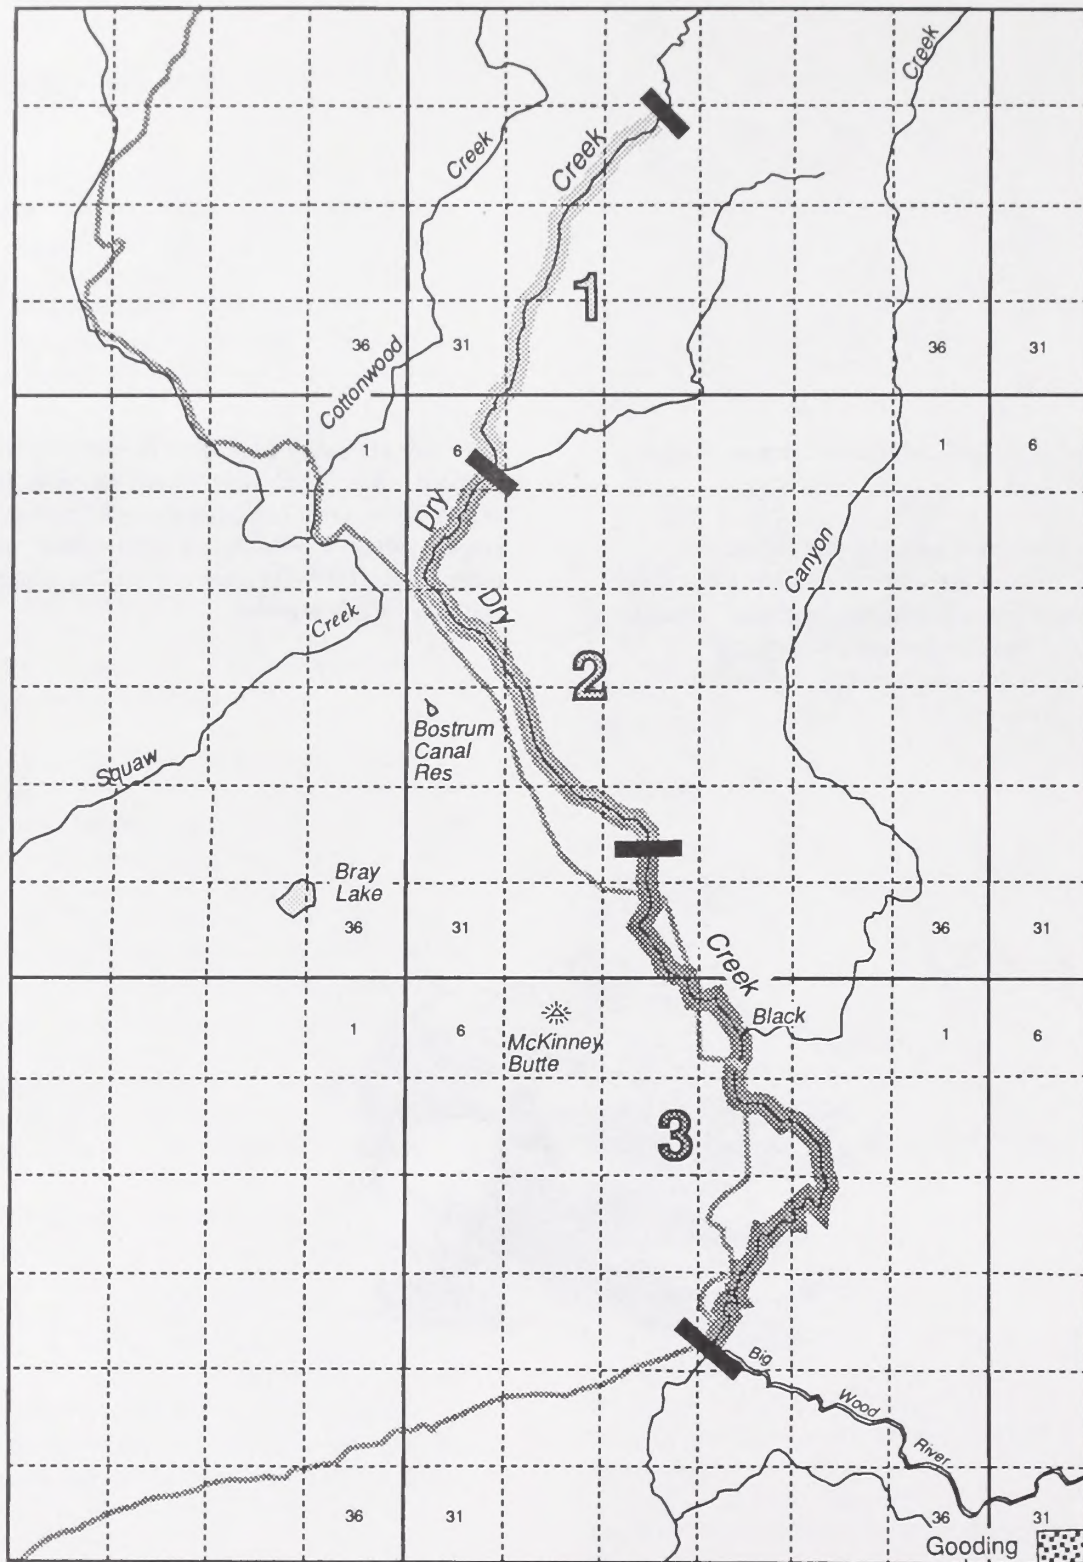 Creek
Creek
Creek
1
36
31
36
31
Cottonwood
1
6
1
6
Dry
Canyon
Dry
Creek
2
Bostrum
Canal
Res
Squaw
Bray
Lake
36
31
36
31
Creek
Black
1
6
McKinney
Butte
1
6
3
Big
Wood
River
36
31
36
31
Gooding